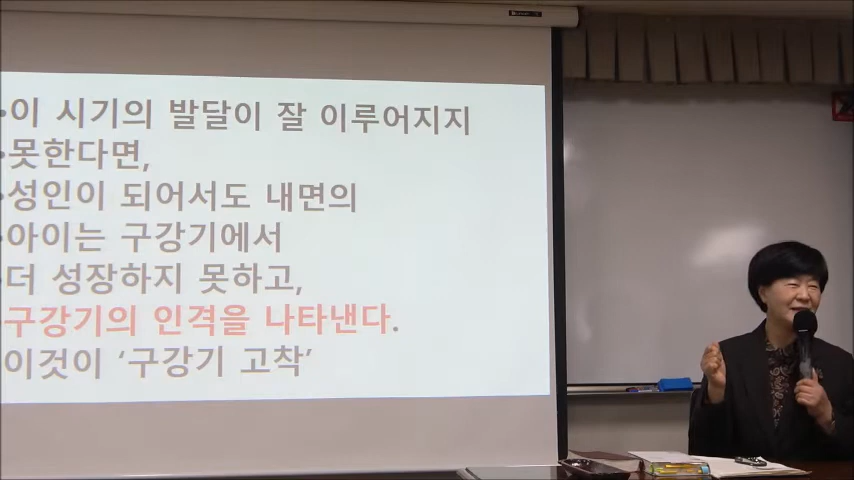 •이 시기의 발달이 잘 이루어지지
•못한다면,
•성인이 되어서도 내면의
•아이는 구강기에서
•더 성장하지 못하고,
구강기의 인격을 나타낸다.
이것이 ‘구강기 고착’